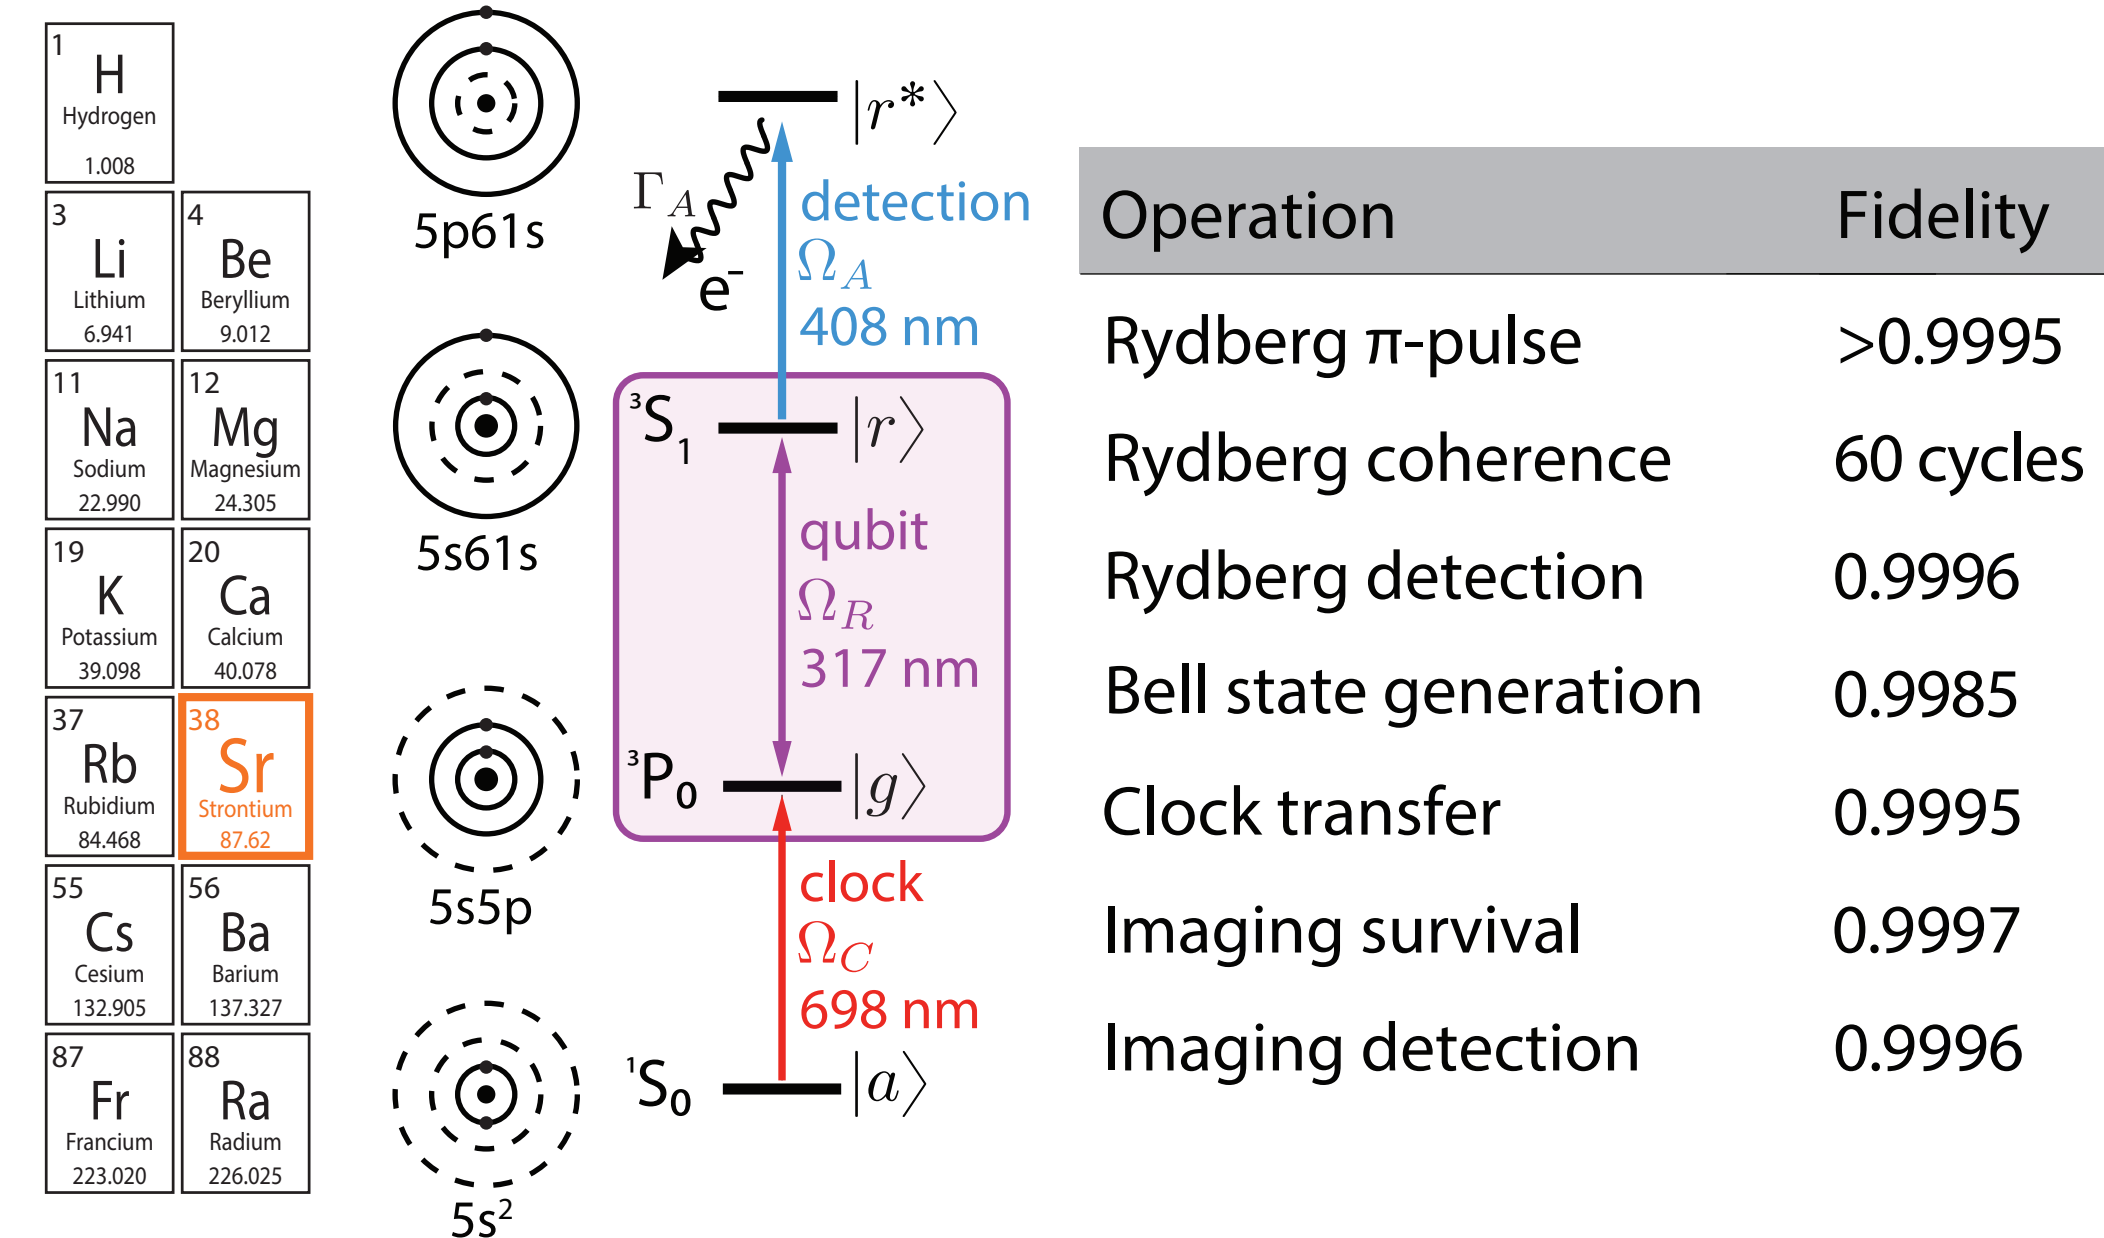 1
H
Hydrogen
1.008
3
Li
Lithium
6.941
4
Be
Beryllium
9.012
11
Na
Sodium
22.990
12
Mg
Magnesium
24.305
19
K
Potassium
39.098
20
Ca
Calcium
40.078
37
Rb
Rubidium
84.468
38
Sr
Strontium
87.62
55
Cs
Cesium
132.905
56
Ba
Barium
137.327
87
Fr
Francium
223.020
88
Ra
Radium
226.025
5p61s
5s61s
5s5p
5s²
|r*⟩
Γ_A
e⁻
detection
Ω_A
408 nm
³S₁
|r⟩
qubit
Ω_R
317 nm
³P₀
|g⟩
clock
Ω_C
698 nm
¹S₀
|a⟩
Operation Fidelity
Rydberg π-pulse >0.9995
Rydberg coherence 60 cycles
Rydberg detection 0.9996
Bell state generation 0.9985
Clock transfer 0.9995
Imaging survival 0.9997
Imaging detection 0.9996